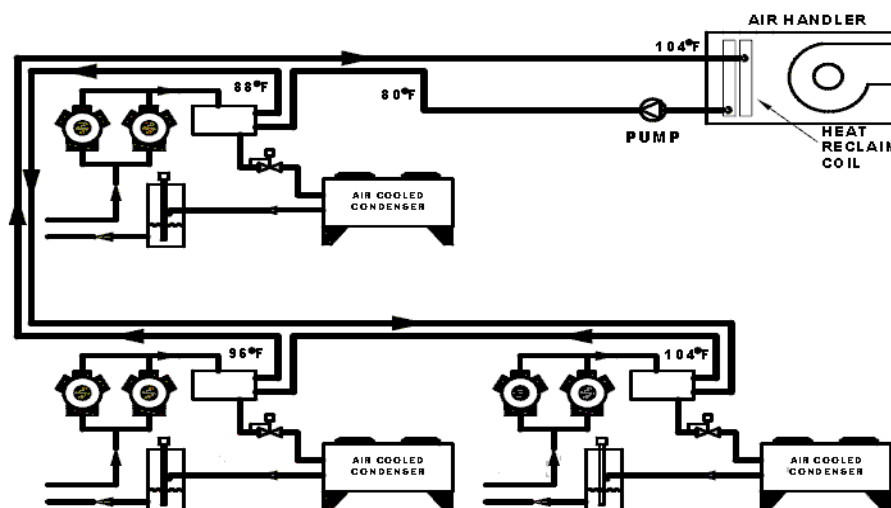 AIR HANDLER
104°F
88°F
80°F
PUMP
HEAT
RECLAIM
COIL
AIR COOLED
CONDENSER
96°F
104°F
AIR COOLED
CONDENSER
AIR COOLED
CONDENSER